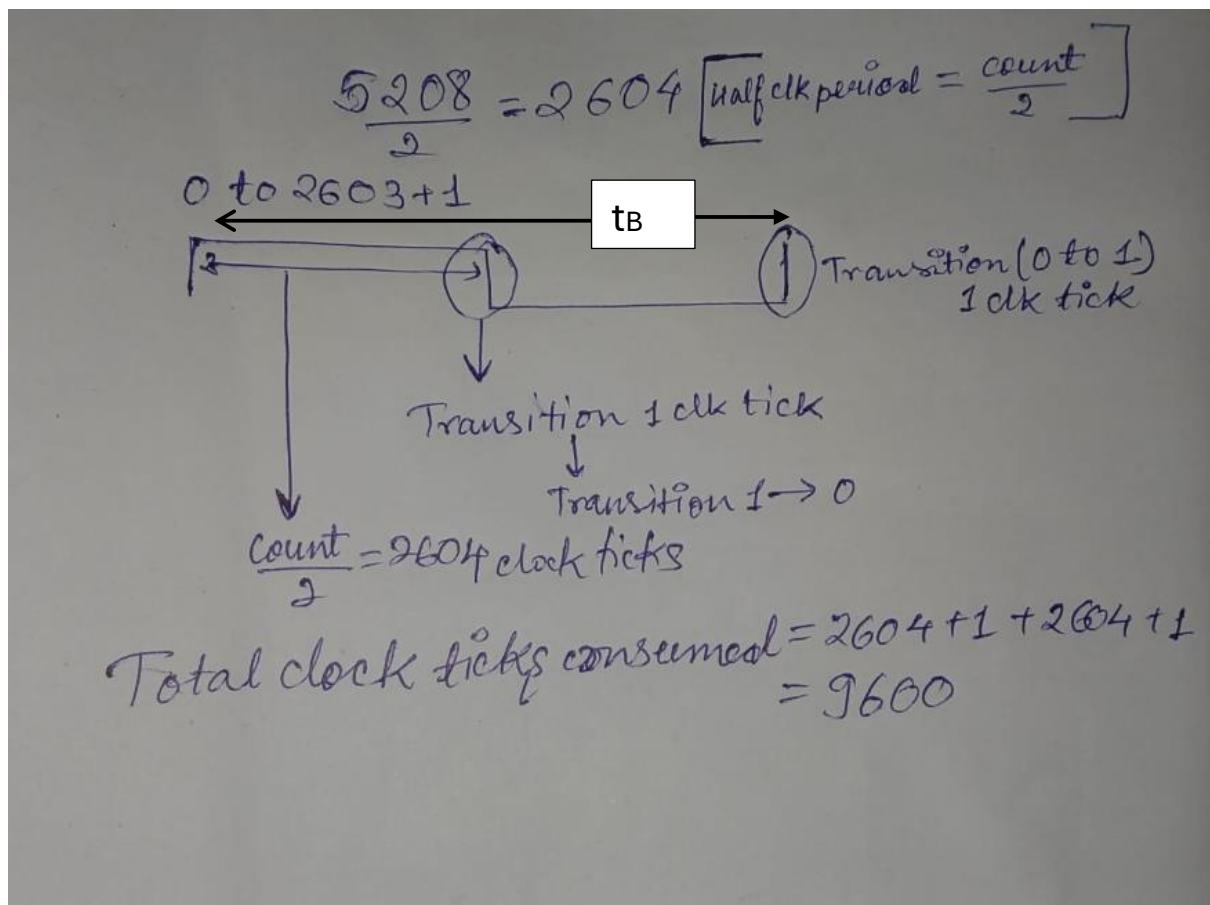 5208/2 = 2604 [Half clk period = count/2]
0 to 2603+1
tB
Transition (0 to 1)
1 clk tick
Transition 1 clk tick
Transition 1 → 0
count/2 = 2604 clock ticks
Total clock ticks consumed = 2604 +1 +2604 +1
= 9600